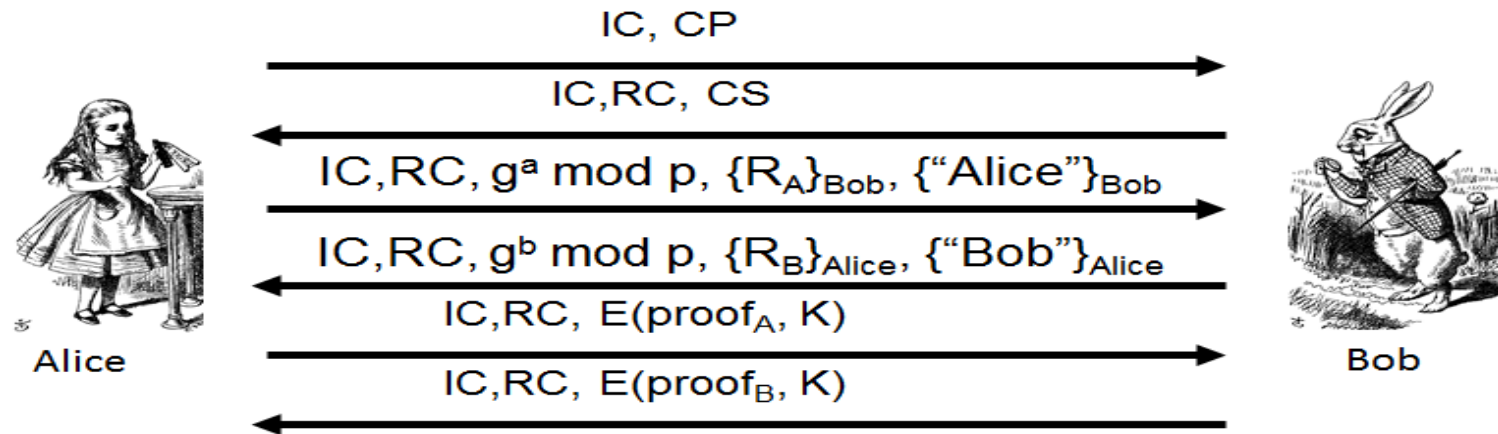 IC, CP
IC,RC, CS
IC,RC, gᵃ mod p, {R_A}_Bob, {“Alice”}_Bob
IC,RC, gᵇ mod p, {R_B}_Alice, {“Bob”}_Alice
IC,RC, E(proof_A, K)
Alice
Bob
IC,RC, E(proof_B, K)